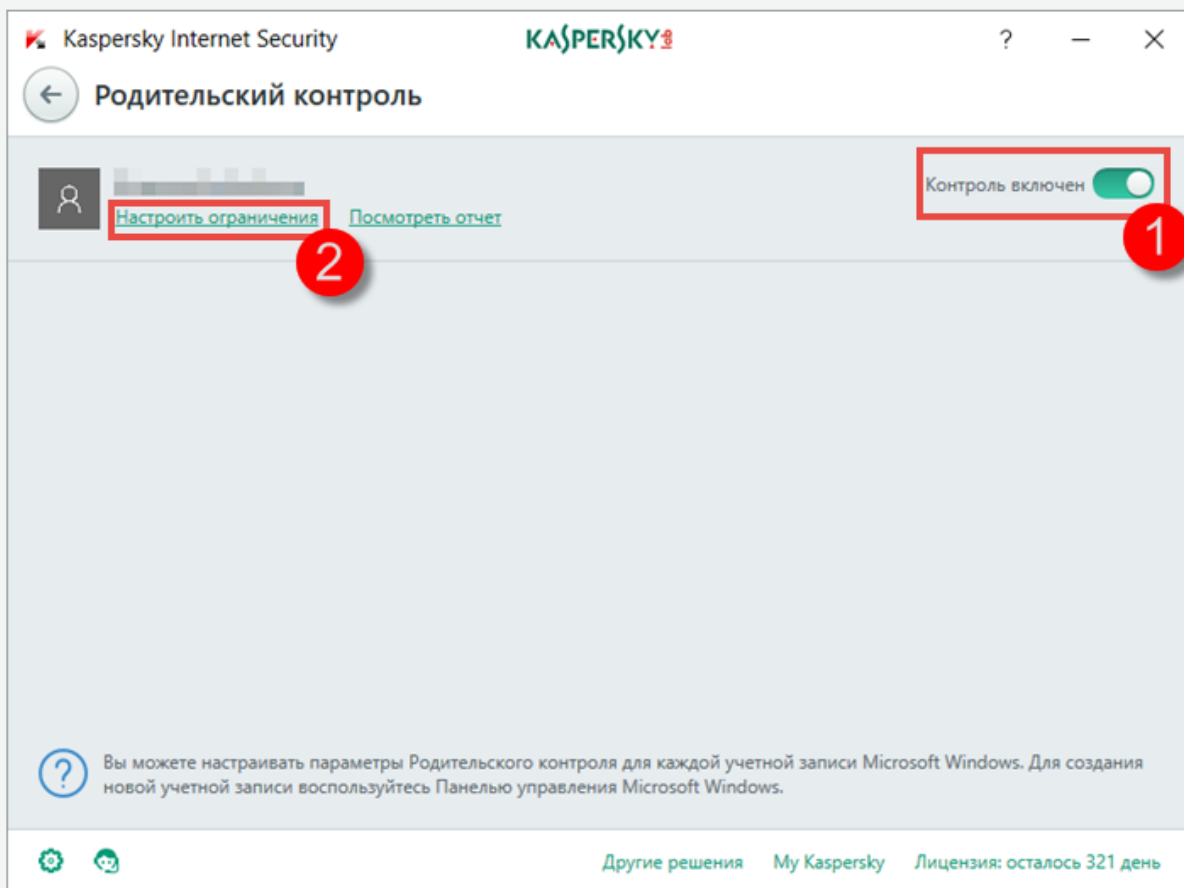 Kaspersky Internet Security
KASPERSKY lab
?
Родительский контроль
Контроль включен
1
Настроить ограничения Посмотреть отчет
2
? Вы можете настраивать параметры Родительского контроля для каждой учетной записи Microsoft Windows. Для создания
новой учетной записи воспользуйтесь Панелью управления Microsoft Windows.
Другие решения My Kaspersky Лицензия: осталось 321 день